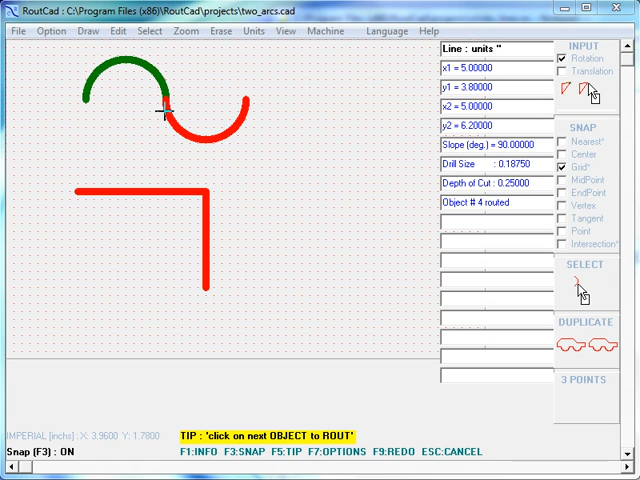 RoutCad : C:\Program Files (x86)\RoutCad\projects\two_arcs.cad
File Option Draw Edit Select Zoom Erase Units View Machine Language Help
Line : units "
x1 = 5.00000
y1 = 3.80000
x2 = 5.00000
y2 = 6.20000
Slope (deg.) = 90.00000
Drill Size : 0.18750
Depth of Cut : 0.25000
Object # 4 routed
INPUT
Rotation
Translation
SNAP
Nearest*
Center
Grid*
MidPoint
EndPoint
Vertex
Tangent
Point
Intersection*
SELECT
DUPLICATE
3 POINTS
IMPERIAL [inchs] : X: 3.9600 Y: 1.7800
TIP : 'click on next OBJECT to ROUT'
Snap (F3) : ON
F1:INFO F3:SNAP F5:TIP F7:OPTIONS F9:REDO ESC:CANCEL